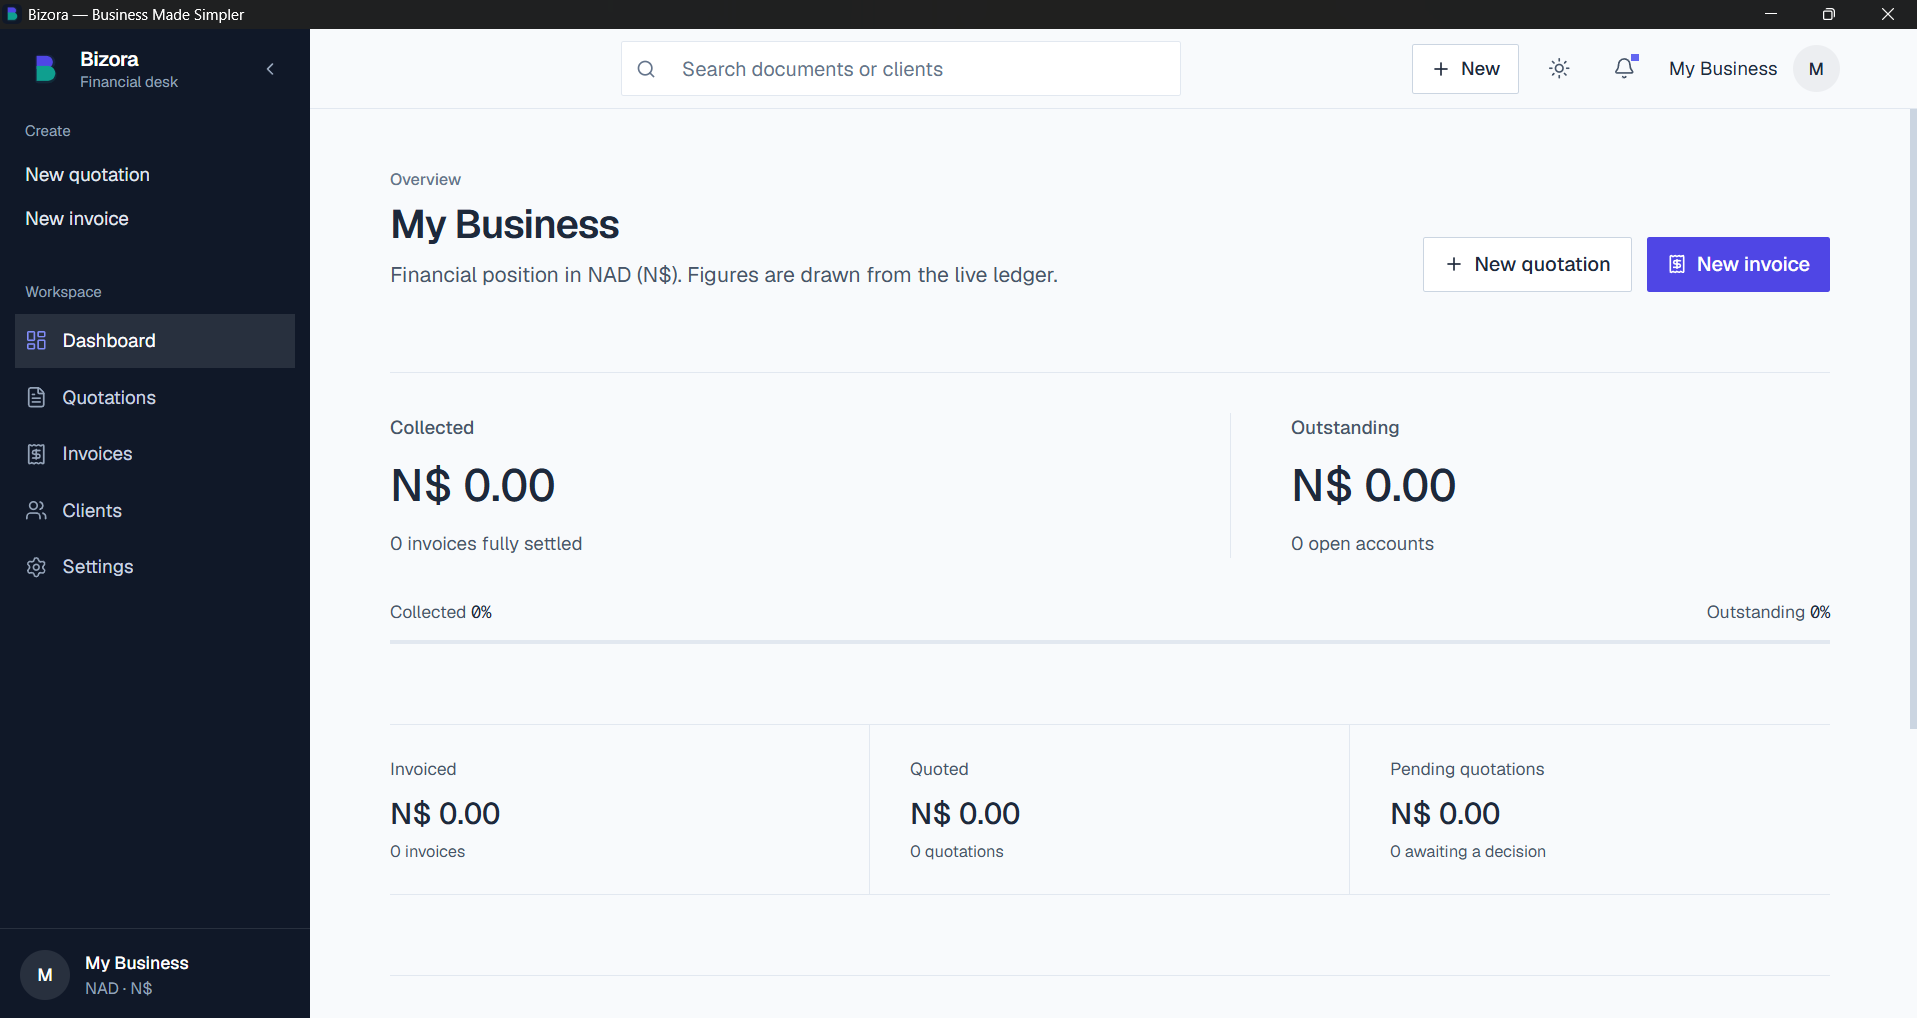 Bizora — Business Made Simpler
Bizora
Financial desk
Create
New quotation
New invoice
Workspace
Dashboard
Quotations
Invoices
Clients
Settings
M
My Business
NAD · N$
Search documents or clients
New
My Business
M
Overview
My Business
Financial position in NAD (N$). Figures are drawn from the live ledger.
New quotation
New invoice
Collected
N$ 0.00
0 invoices fully settled
Outstanding
N$ 0.00
0 open accounts
Collected 0%
Outstanding 0%
Invoiced
N$ 0.00
0 invoices
Quoted
N$ 0.00
0 quotations
Pending quotations
N$ 0.00
0 awaiting a decision